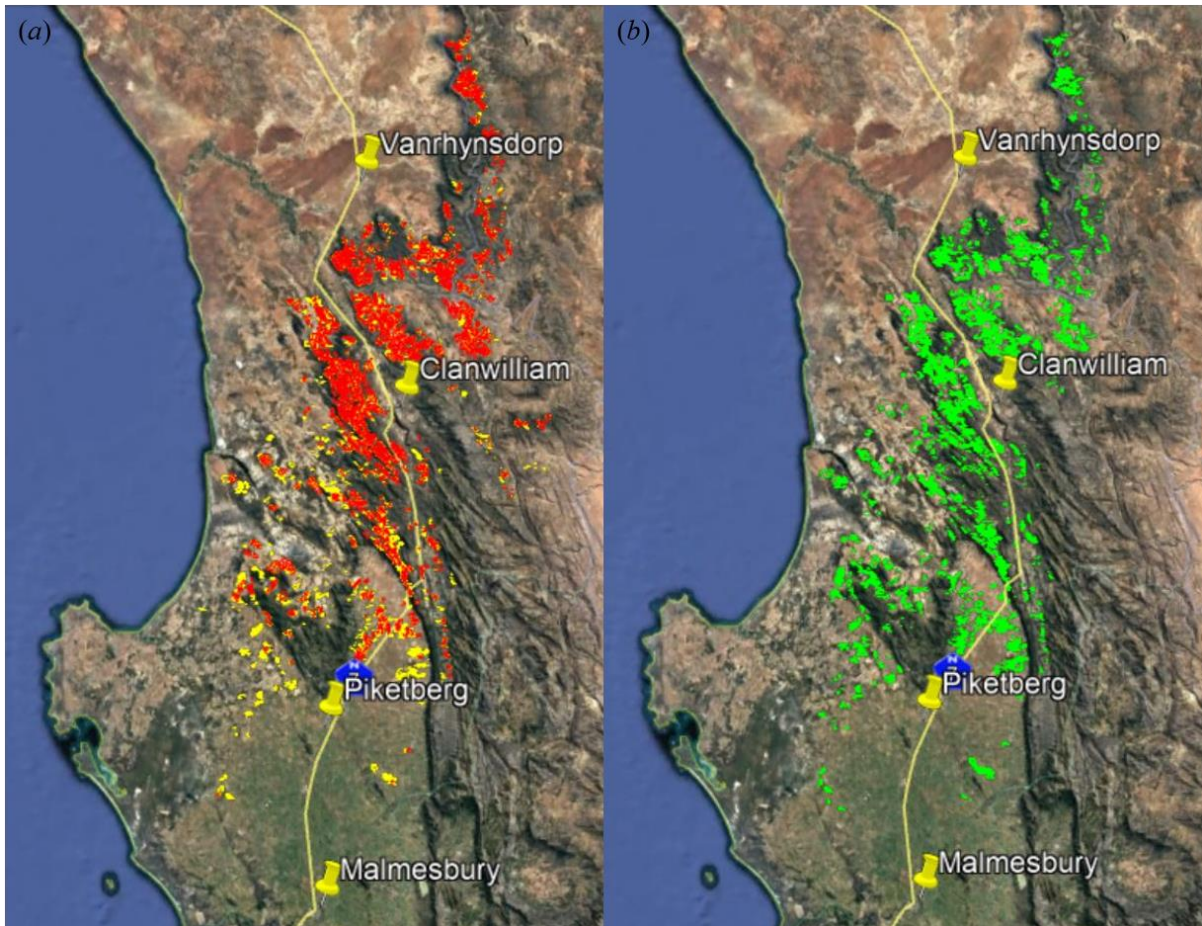 (a)
Vanrhynsdorp
Clanwilliam
Piketberg
Malmesbury
(b)
Vanrhynsdorp
Clanwilliam
Piketberg
Malmesbury